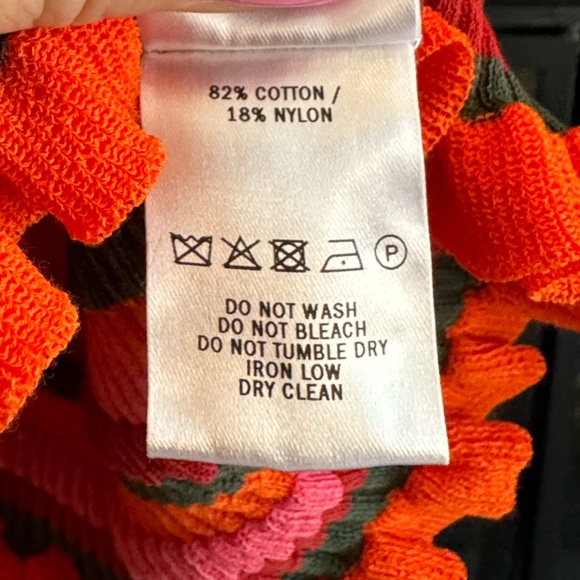 82% COTTON /
18% NYLON
P
DO NOT WASH
DO NOT BLEACH
DO NOT TUMBLE DRY
IRON LOW
DRY CLEAN